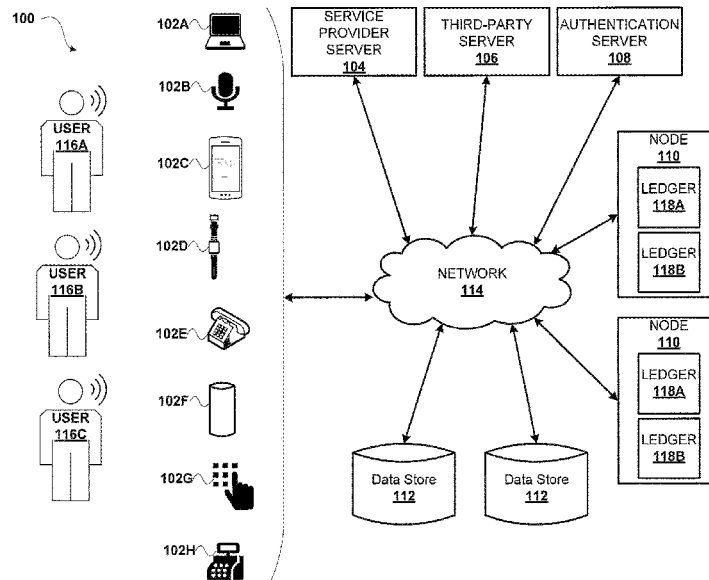 100
102A
102B
102C
102D
102E
102F
102G
102H
USER
116A
USER
116B
USER
116C
SERVICE
PROVIDER
SERVER
104
THIRD-PARTY
SERVER
106
AUTHENTICATION
SERVER
108
NODE
110
LEDGER
118A
LEDGER
118B
NETWORK
114
NODE
110
LEDGER
118A
LEDGER
118B
Data Store
112
Data Store
112